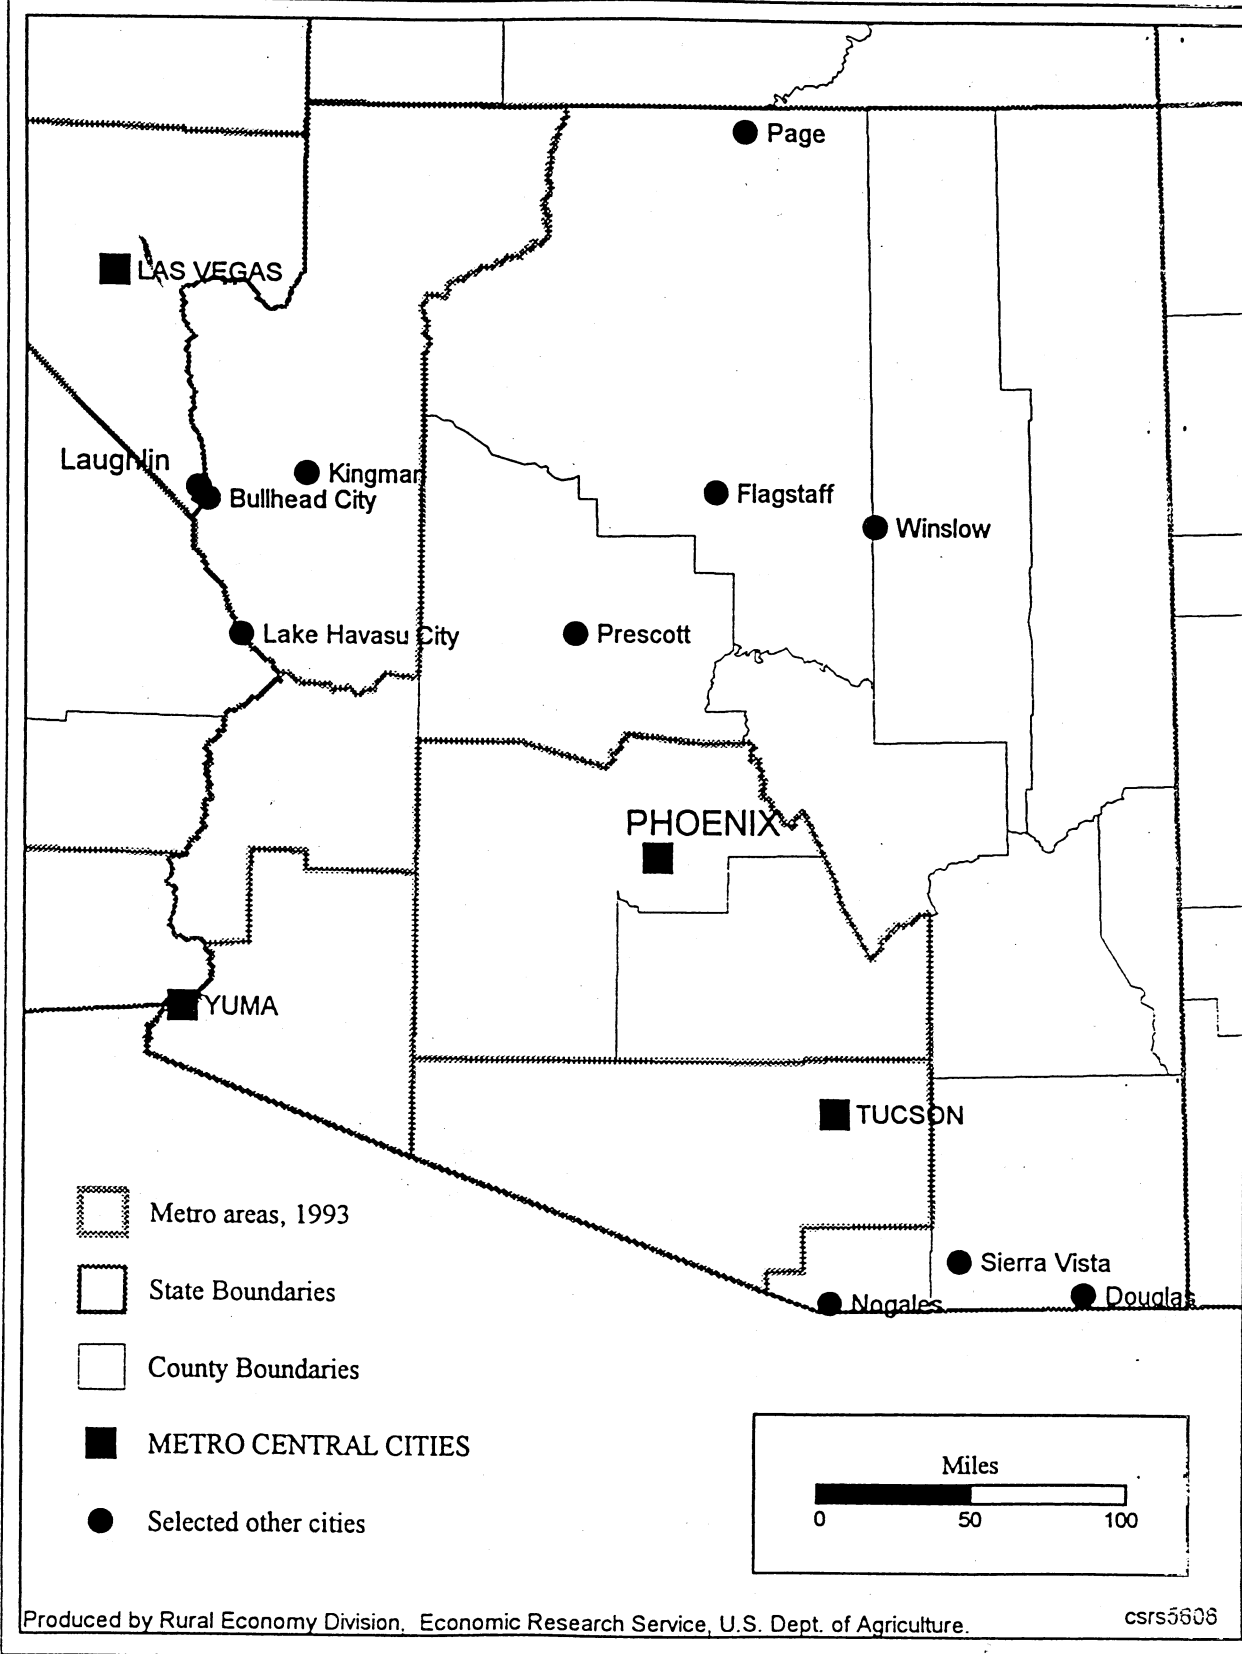 Page
LAS VEGAS
Laughlin
Kingman
Bullhead City
Flagstaff
Winslow
Lake Havasu City
Prescott
PHOENIX
YUMA
TUCSON
Sierra Vista
Nogales
Douglas
Metro areas, 1993
State Boundaries
County Boundaries
METRO CENTRAL CITIES
Selected other cities
Miles
0 50 100
Produced by Rural Economy Division, Economic Research Service, U.S. Dept. of Agriculture.
csrs5606